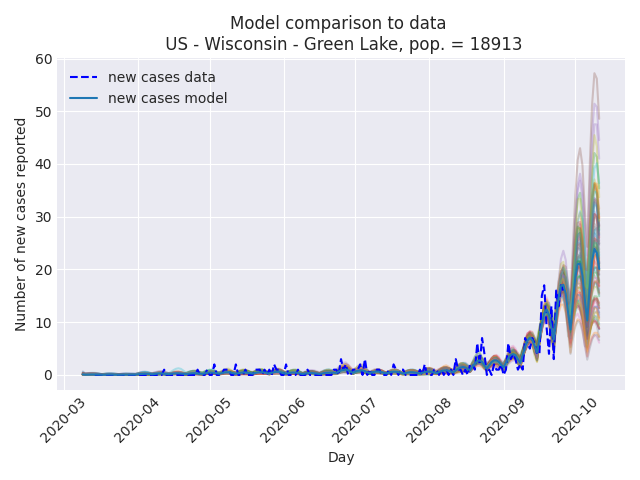 Model comparison to data
US - Wisconsin - Green Lake, pop. = 18913
60
50
40
30
20
10
0
Number of new cases reported
new cases data
new cases model
2020-03
2020-04
2020-05
2020-06
2020-07
2020-08
2020-09
2020-10
Day